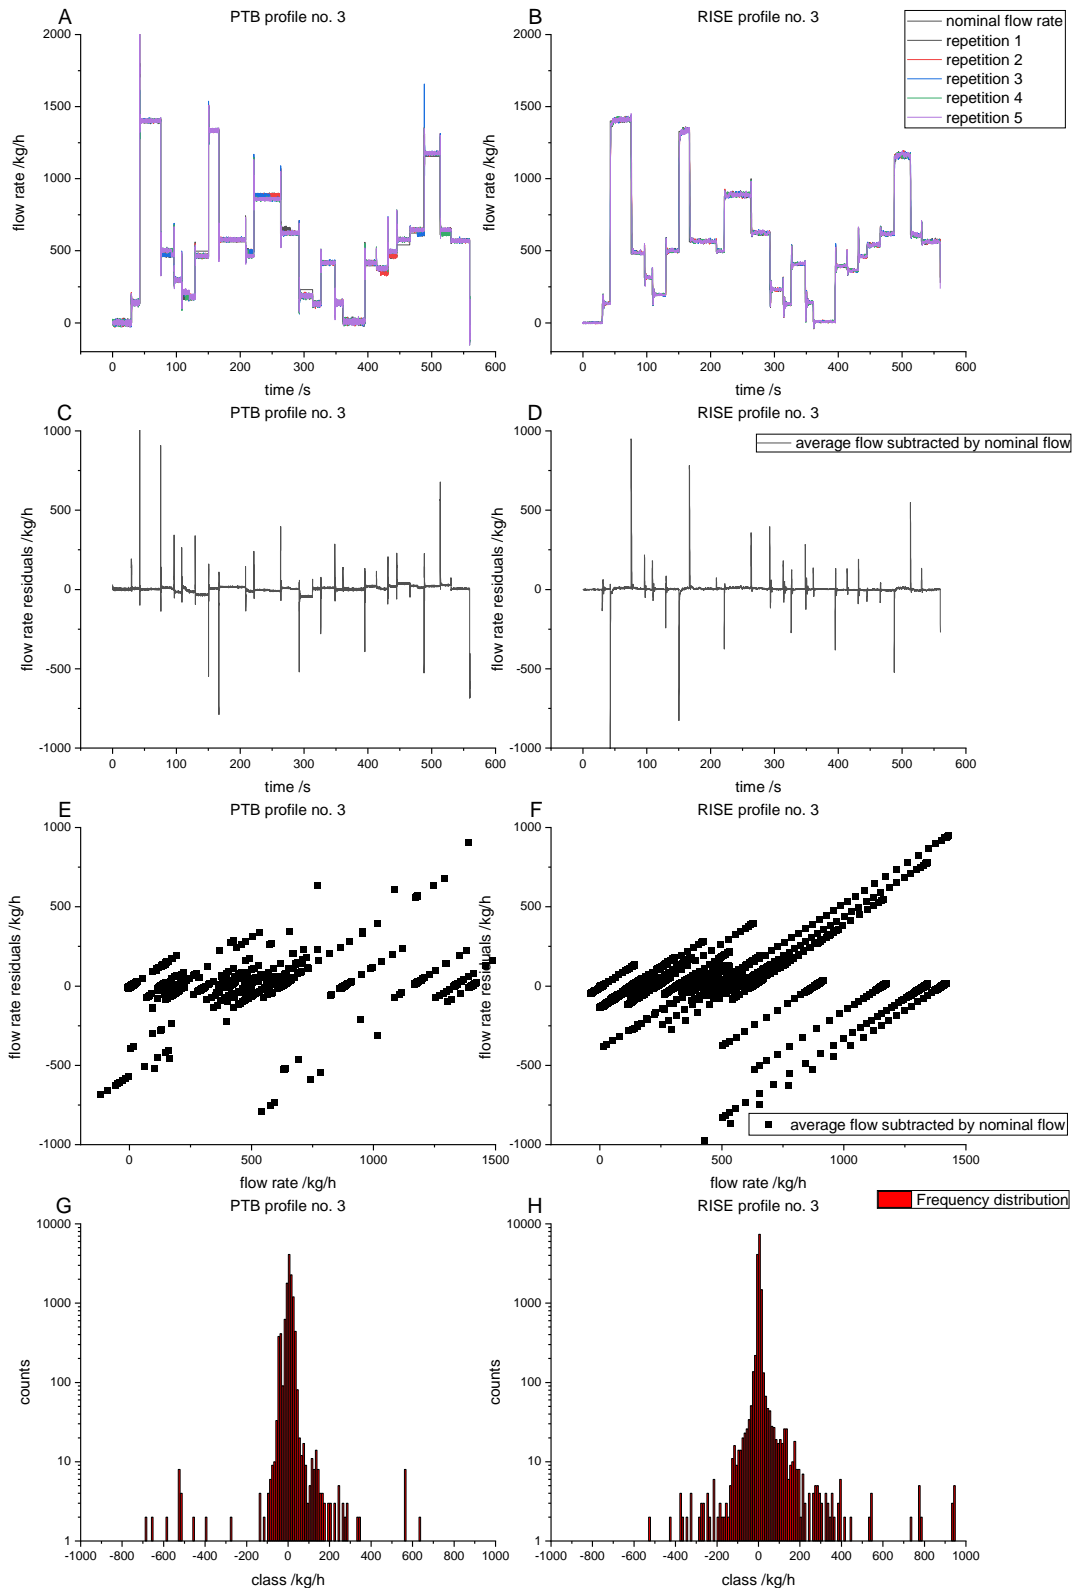 A
PTB profile no. 3
2000
1500
1000
500
0
flow rate /kg/h
0 100 200 300 400 500 600
time /s
B
RISE profile no. 3
nominal flow rate
repetition 1
repetition 2
repetition 3
repetition 4
repetition 5
2000
1500
1000
500
0
flow rate /kg/h
0 100 200 300 400 500 600
time /s
C
PTB profile no. 3
1000
500
0
-500
-1000
flow rate residuals /kg/h
0 100 200 300 400 500 600
time /s
D
RISE profile no. 3
average flow subtracted by nominal flow
1000
500
0
-500
-1000
flow rate residuals /kg/h
0 100 200 300 400 500 600
time /s
E
PTB profile no. 3
1000
500
0
-500
-1000
flow rate residuals /kg/h
0 500 1000 1500
flow rate /kg/h
F
RISE profile no. 3
1000
500
0
-500
-1000
flow rate residuals /kg/h
average flow subtracted by nominal flow
0 500 1000 1500
flow rate /kg/h
G
PTB profile no. 3
10000
1000
100
10
1
counts
-1000 -800 -600 -400 -200 0 200 400 600 800 1000
class /kg/h
H
RISE profile no. 3
Frequency distribution
10000
1000
100
10
1
counts
-1000 -800 -600 -400 -200 0 200 400 600 800 1000
class /kg/h